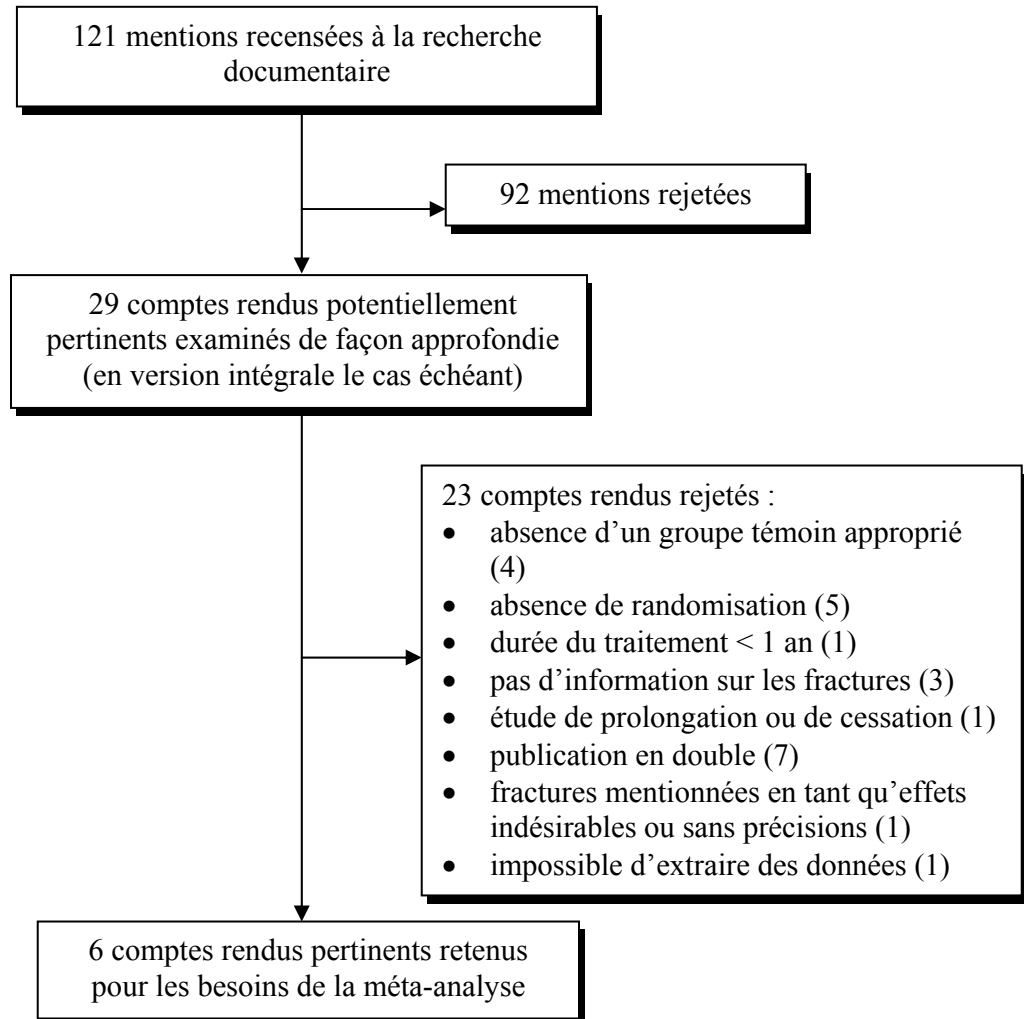 121 mentions recensées à la recherche
documentaire
92 mentions rejetées
29 comptes rendus potentiellement
pertinents examinés de façon approfondie
(en version intégrale le cas échéant)
23 comptes rendus rejetés :
• absence d’un groupe témoin approprié
(4)
• absence de randomisation (5)
• durée du traitement < 1 an (1)
• pas d’information sur les fractures (3)
• étude de prolongation ou de cessation (1)
• publication en double (7)
• fractures mentionnées en tant qu’effets
indésirables ou sans précisions (1)
• impossible d’extraire des données (1)
6 comptes rendus pertinents retenus
pour les besoins de la méta-analyse